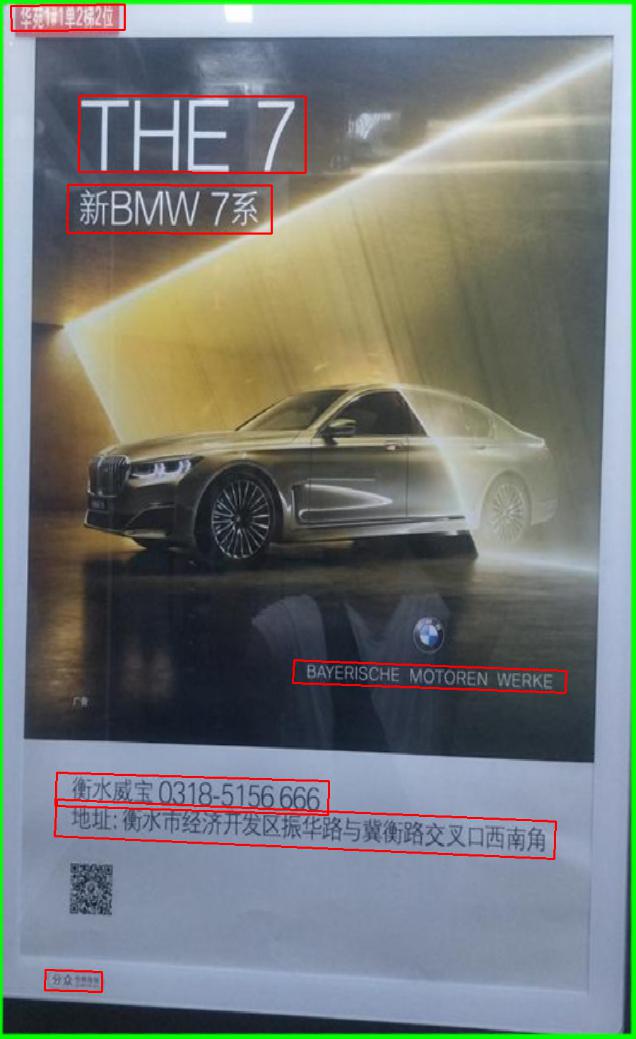 华苑1#1单2梯2位
THE 7
新BMW 7系
BAYERISCHE MOTOREN WERKE
广告
衡水威宝 0318-5156 666
地址: 衡水市经济开发区振华路与冀衡路交叉口西南角
分众